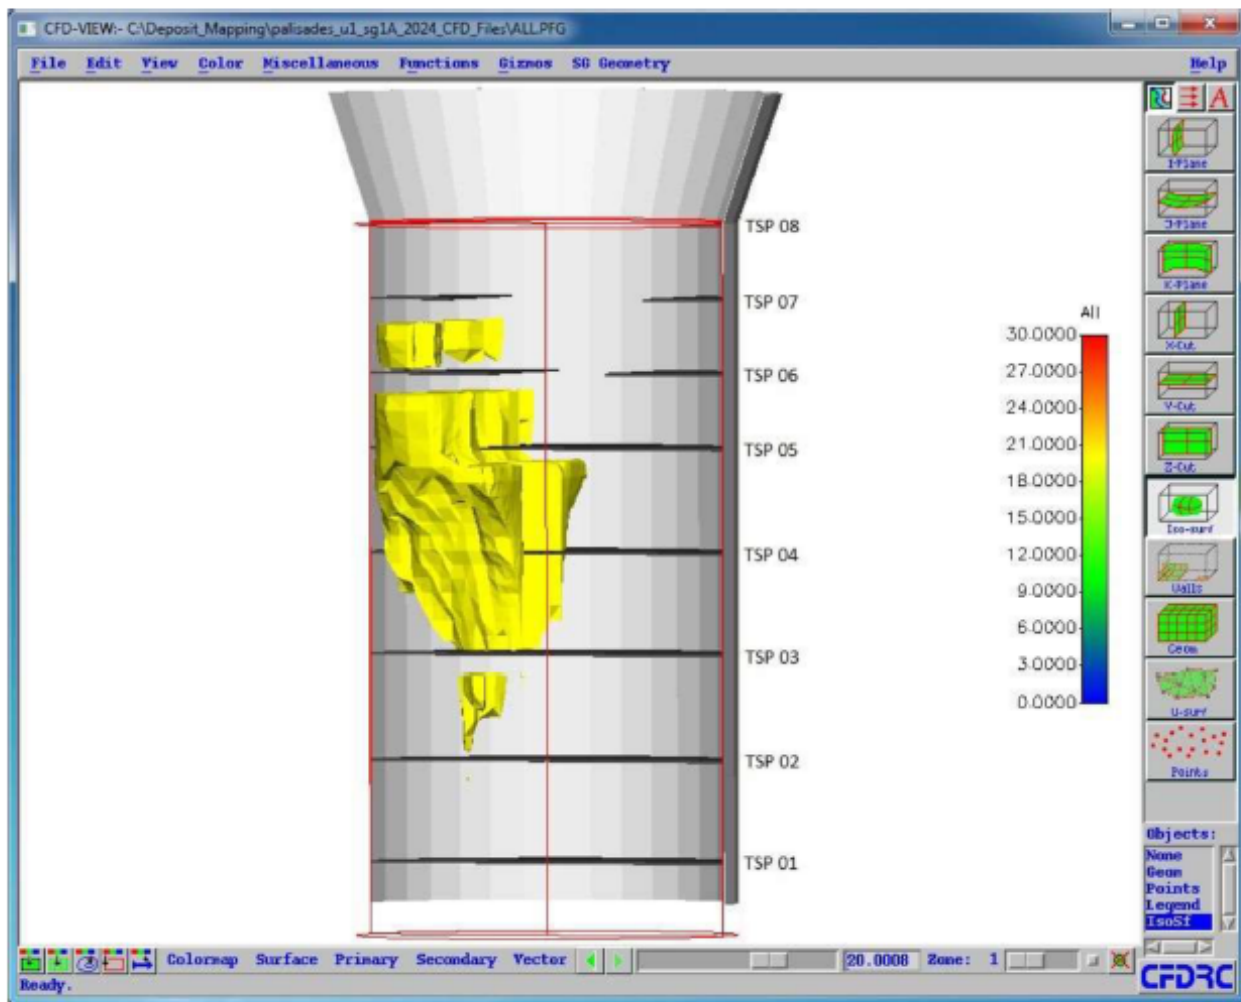 CFD-VIEW:- C:\Deposit_Mapping\palisades_u1_sg1A_2024_CFD_Files\ALL.PFG
File Edit View Color Miscellaneous Functions Gizmos SG Geometry Help
A
I-Plane
TSP 08
J-Plane
K-Plane
TSP 07
All
30.0000
X-Cut
TSP 06
27.0000
24.0000
Y-Cut
TSP 05
21.0000
Z-Cut
18.0000
15.0000
Iso-surf
TSP 04
12.0000
9.0000
Walls
6.0000
Geom
TSP 03
3.0000
0.0000
U-surf
TSP 02
Points
Objects:
None
Geom
Points
Legend
IsoSf
TSP 01
Colormap Surface Primary Secondary Vector 20.0008 Zone: 1
CFDRC
Ready.